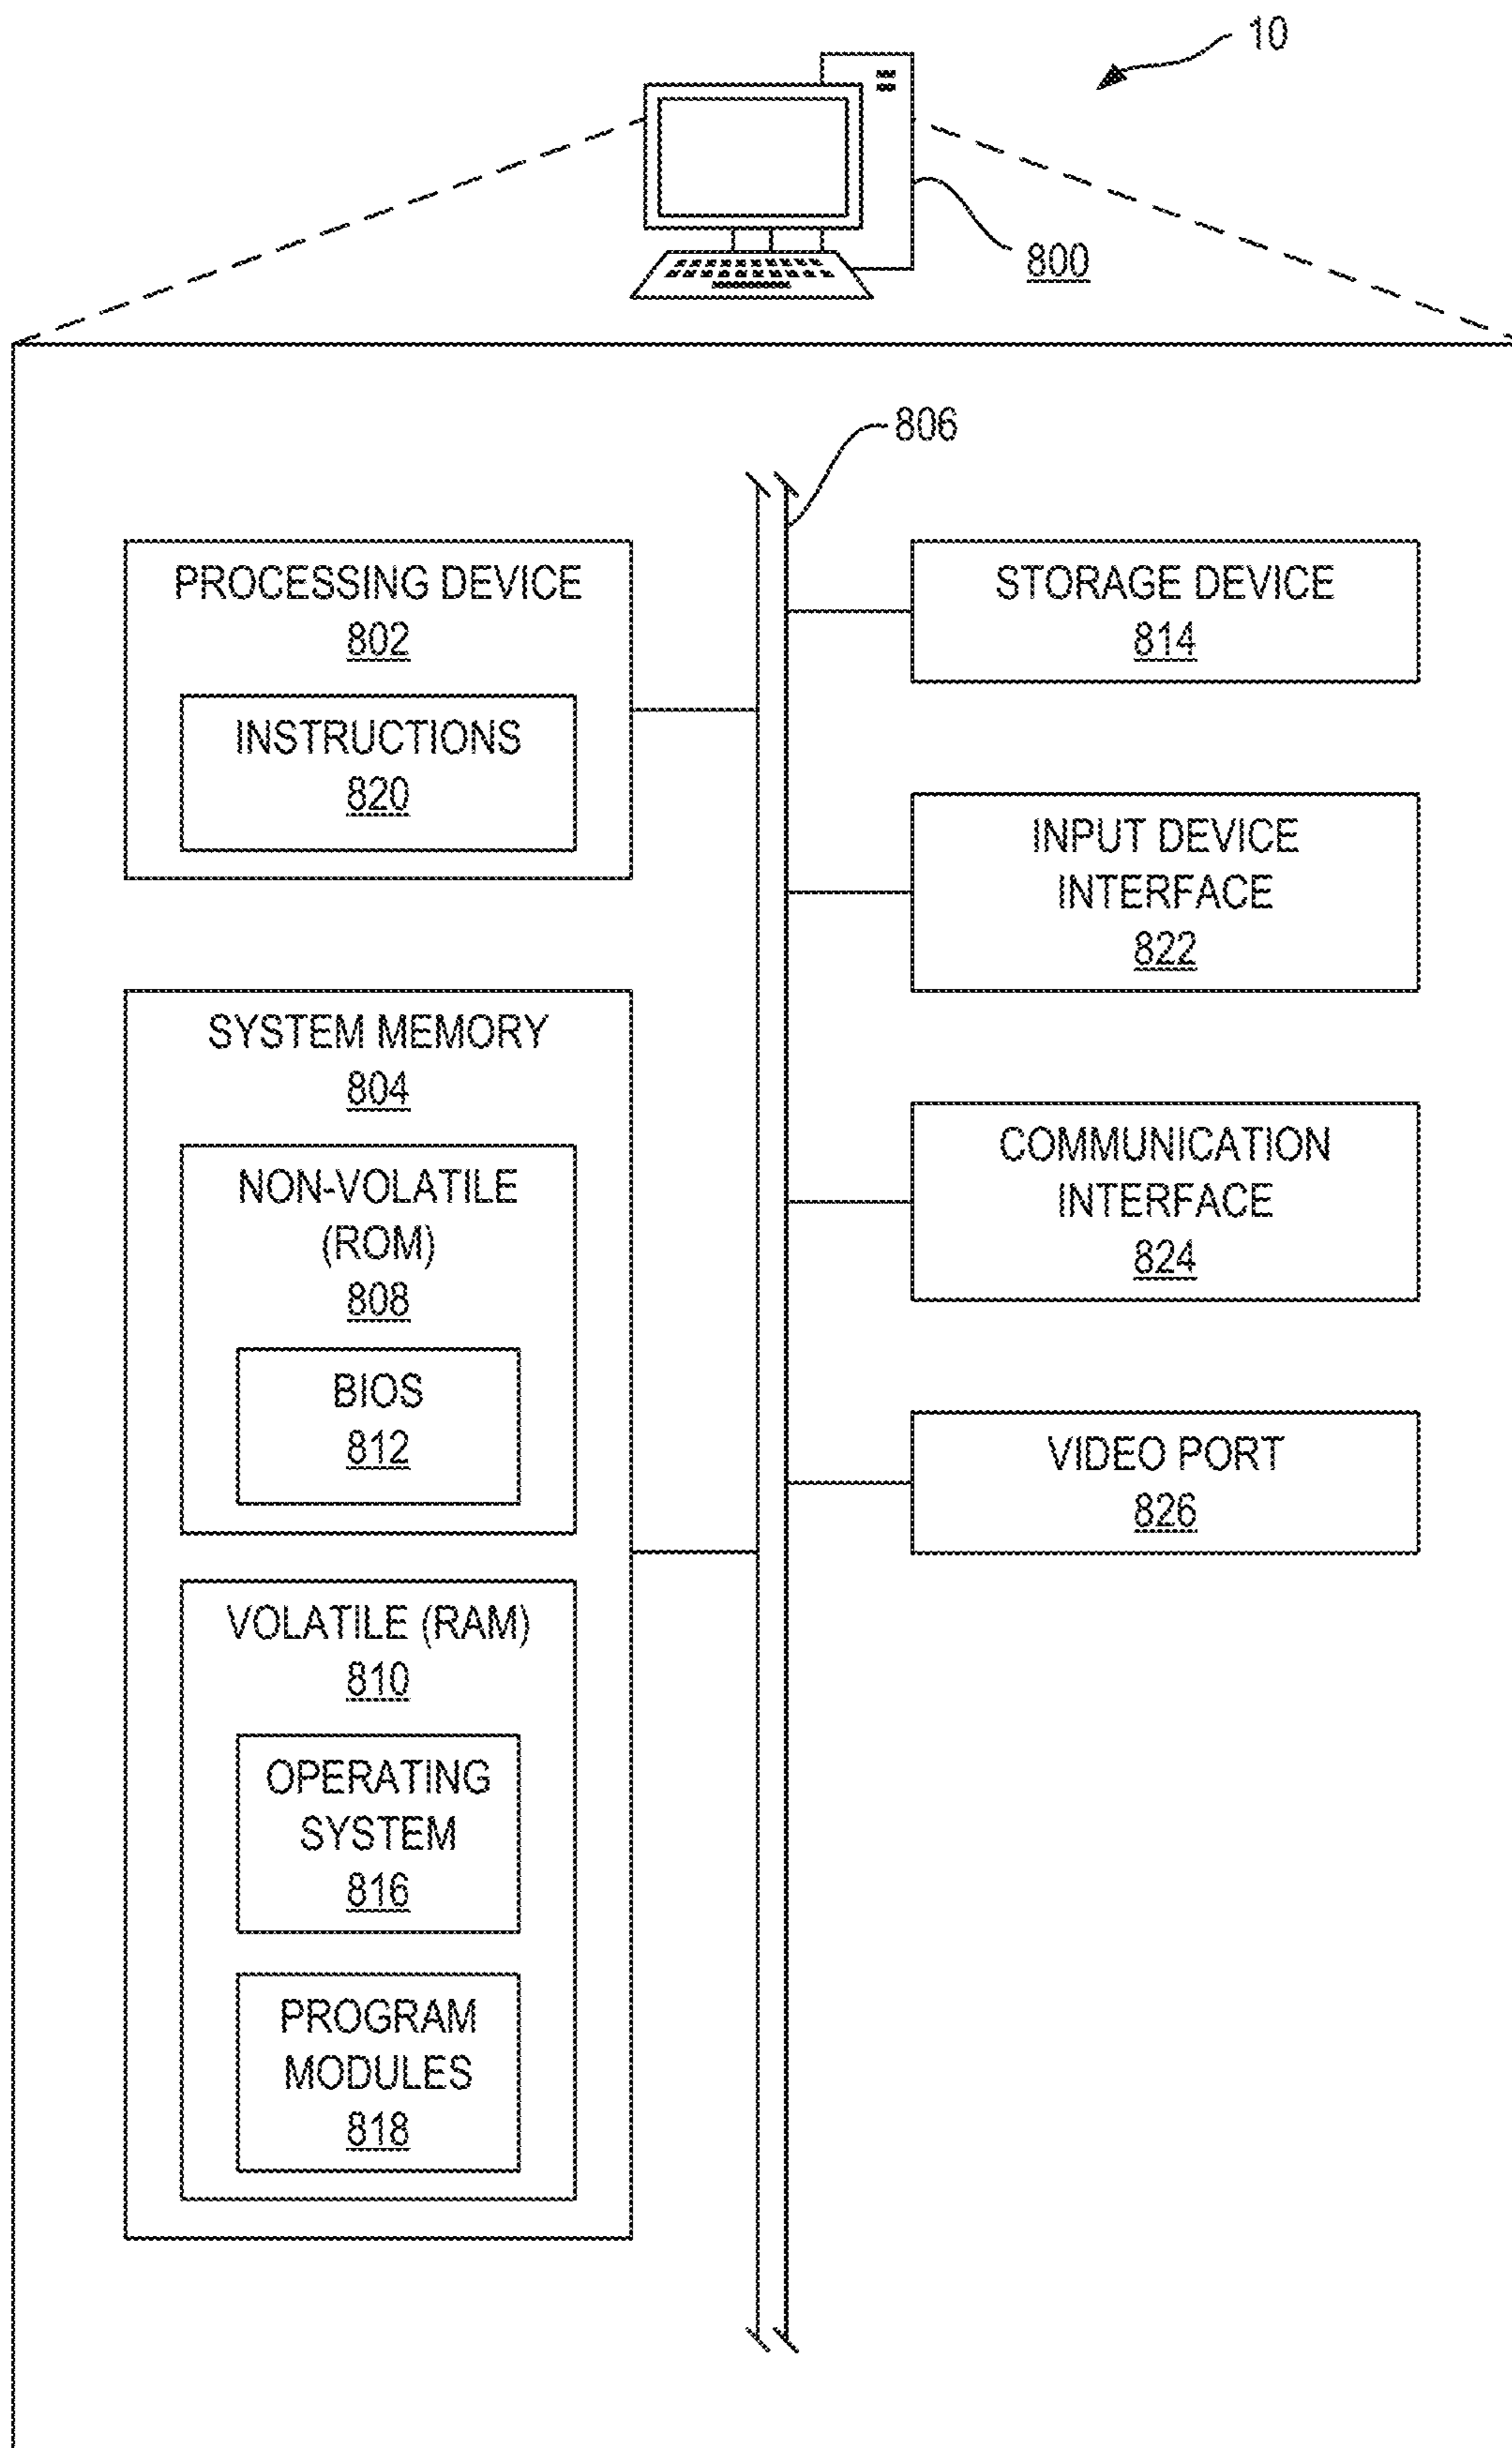 10
800
806
PROCESSING DEVICE
802
INSTRUCTIONS
820
SYSTEM MEMORY
804
NON-VOLATILE
(ROM)
808
BIOS
812
VOLATILE (RAM)
810
OPERATING
SYSTEM
816
PROGRAM
MODULES
818
STORAGE DEVICE
814
INPUT DEVICE
INTERFACE
822
COMMUNICATION
INTERFACE
824
VIDEO PORT
826